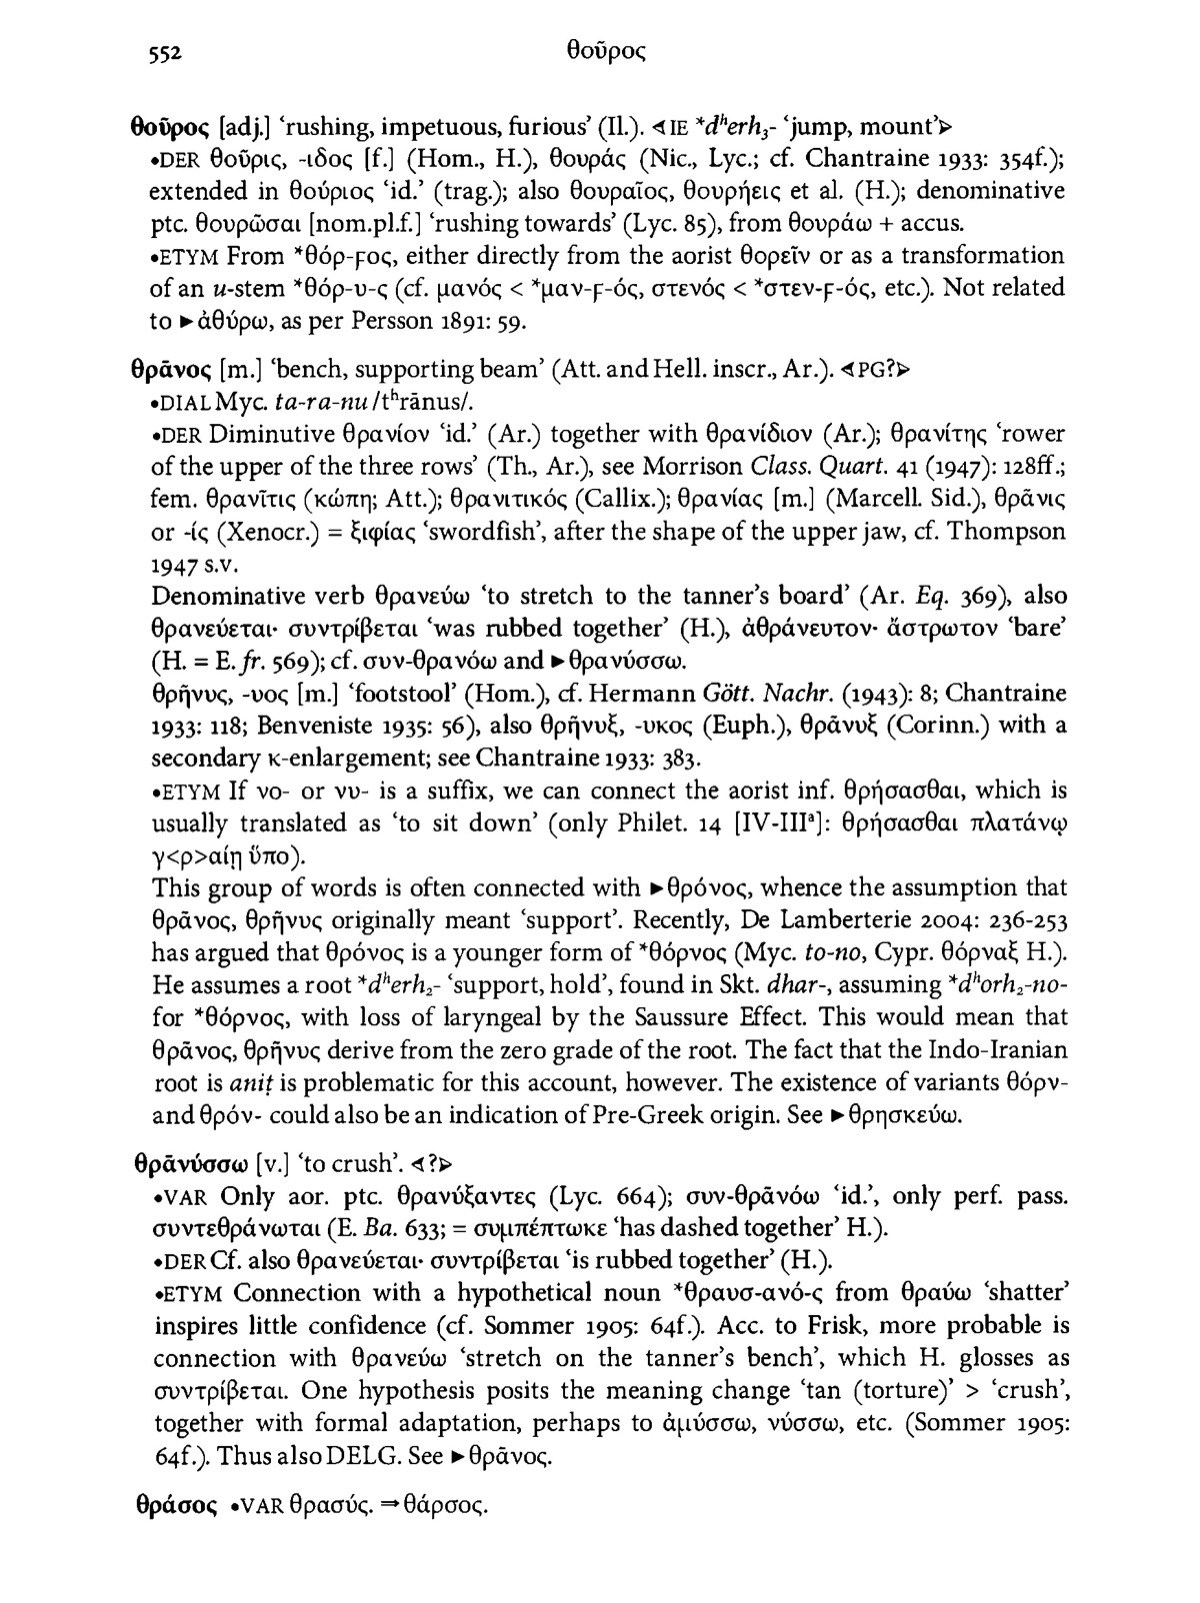 552
θοῦρος
θοῦρος [adj.] ‘rushing, impetuous, furious’ (Il.). ⊲IE *dʰerh₃- ‘jump, mount’⊳
•DER θοῦρις, -ιδος [f.] (Hom., H.), θουράς (Nic., Lyc.; cf. Chantraine 1933: 354f.);
extended in θούριος ‘id.’ (trag.); also θουραῖος, θουρήεις et al. (H.); denominative
ptc. θουρῶσαι [nom.pl.f.] ‘rushing towards’ (Lyc. 85), from θουράω + accus.
•ETYM From *θόρ-ϝος, either directly from the aorist θορεῖν or as a transformation
of an u-stem *θόρ-υ-ς (cf. μανός < *μαν-ϝ-ός, στενός < *στεν-ϝ-ός, etc.). Not related
to ►ἀθύρω, as per Persson 1891: 59.
θρᾶνος [m.] ‘bench, supporting beam’ (Att. and Hell. inscr., Ar.). ⊲PG?⊳
•DIAL Myc. ta-ra-nu /tʰrānus/.
•DER Diminutive θρανίον ‘id.’ (Ar.) together with θρανίδιον (Ar.); θρανίτης ‘rower
of the upper of the three rows’ (Th., Ar.), see Morrison Class. Quart. 41 (1947): 128ff.;
fem. θρανῖτις (κώπη; Att.); θρανιτικός (Callix.); θρανίας [m.] (Marcell. Sid.), θρᾶνις
or -ίς (Xenocr.) = ξιφίας ‘swordfish’, after the shape of the upper jaw, cf. Thompson
1947 s.v.
Denominative verb θρανεύω ‘to stretch to the tanner’s board’ (Ar. Eq. 369), also
θρανεύεται· συντρίβεται ‘was rubbed together’ (H.), ἀθράνευτον· ἄστρωτον ‘bare’
(H. = E. fr. 569); cf. συν-θρανόω and ►θρανύσσω.
θρῆνυς, -υος [m.] ‘footstool’ (Hom.), cf. Hermann Gött. Nachr. (1943): 8; Chantraine
1933: 118; Benveniste 1935: 56), also θρῆνυξ, -υκος (Euph.), θρᾶνυξ (Corinn.) with a
secondary κ-enlargement; see Chantraine 1933: 383.
•ETYM If νο- or νυ- is a suffix, we can connect the aorist inf. θρήσασθαι, which is
usually translated as ‘to sit down’ (only Philet. 14 [IV-IIIᵃ]: θρήσασθαι πλατάνῳ
γ<ρ>αίῃ ὕπο).
This group of words is often connected with ►θρόνος, whence the assumption that
θρᾶνος, θρῆνυς originally meant ‘support’. Recently, De Lamberterie 2004: 236-253
has argued that θρόνος is a younger form of *θόρνος (Myc. to-no, Cypr. θόρναξ H.).
He assumes a root *dʰerh₂- ‘support, hold’, found in Skt. dhar-, assuming *dʰorh₂-no-
for *θόρνος, with loss of laryngeal by the Saussure Effect. This would mean that
θρᾶνος, θρῆνυς derive from the zero grade of the root. The fact that the Indo-Iranian
root is aniṭ is problematic for this account, however. The existence of variants θόρν-
and θρόν- could also be an indication of Pre-Greek origin. See ►θρησκεύω.
θρᾱνύσσω [v.] ‘to crush’. ⊲?⊳
•VAR Only aor. ptc. θρανύξαντες (Lyc. 664); συν-θρᾱνόω ‘id.’, only perf. pass.
συντεθράνωται (E. Ba. 633; = συμπέπτωκε ‘has dashed together’ H.).
•DER Cf. also θρανεύεται· συντρίβεται ‘is rubbed together’ (H.).
•ETYM Connection with a hypothetical noun *θραυσ-ανό-ς from θραύω ‘shatter’
inspires little confidence (cf. Sommer 1905: 64f.). Acc. to Frisk, more probable is
connection with θρανεύω ‘stretch on the tanner’s bench’, which H. glosses as
συντρίβεται. One hypothesis posits the meaning change ‘tan (torture)’ > ‘crush’,
together with formal adaptation, perhaps to ἀμύσσω, νύσσω, etc. (Sommer 1905:
64f.). Thus also DELG. See ►θρᾶνος.
θράσος •VAR θρασύς. ⇒θάρσος.